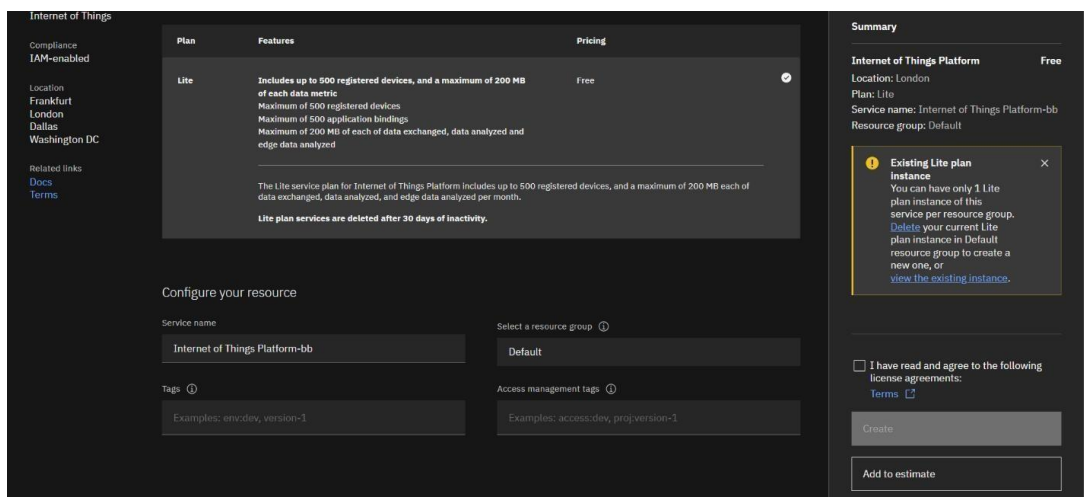 Internet of Things
Compliance
IAM-enabled
Location
Frankfurt
London
Dallas
Washington DC
Related links
Docs
Terms
Plan Features Pricing
Lite Includes up to 500 registered devices, and a maximum of 200 MB Free
of each data metric
Maximum of 500 registered devices
Maximum of 500 application bindings
Maximum of 200 MB of each of data exchanged, data analyzed and
edge data analyzed
The Lite service plan for Internet of Things Platform includes up to 500 registered devices, and a maximum of 200 MB each of
data exchanged, data analyzed, and edge data analyzed per month.
Lite plan services are deleted after 30 days of inactivity.
Configure your resource
Service name
Internet of Things Platform-bb
Select a resource group
Default
Tags
Examples: env:dev, version-1
Access management tags
Examples: access:dev, proj:version-1
Summary
Internet of Things Platform Free
Location: London
Plan: Lite
Service name: Internet of Things Platform-bb
Resource group: Default
Existing Lite plan
instance
You can have only 1 Lite
plan instance of this
service per resource group.
Delete your current Lite
plan instance in Default
resource group to create a
new one, or
view the existing instance.
I have read and agree to the following
license agreements:
Terms
Create
Add to estimate